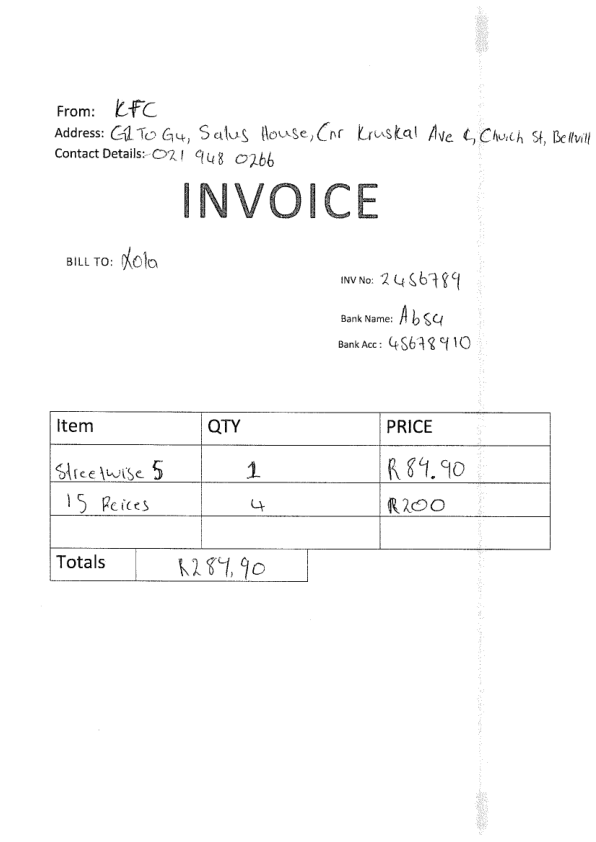 From: KFC
Address: G1 To G4, Salus House, Cnr Kruskal Ave &, Church St, Bellvill
Contact Details: 021 948 0266
INVOICE
BILL TO: Xola
INV No: 2456789
Bank Name: Absa
Bank Acc: 45678910
Item QTY PRICE
Streetwise 5 1 R84.90
15 Peices 4 R200
Totals R284,90